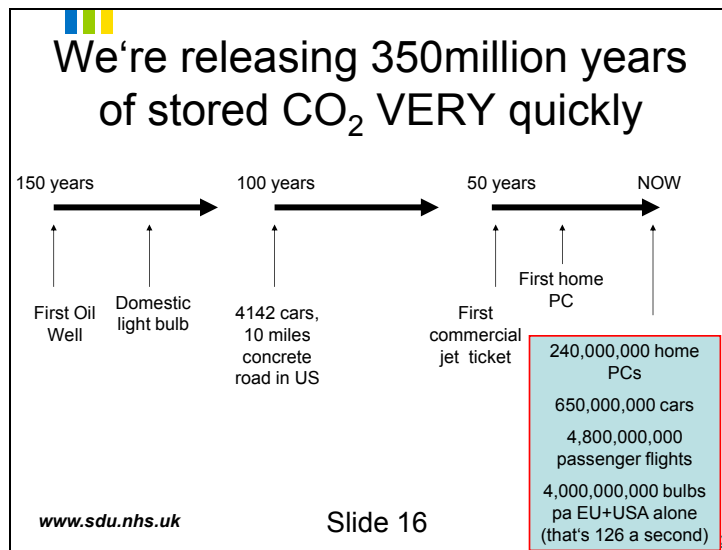 We‘re releasing 350million years
of stored CO₂ VERY quickly
150 years
100 years
50 years
NOW
First Oil
Well
Domestic
light bulb
4142 cars,
10 miles
concrete
road in US
First
commercial
jet ticket
First home
PC
240,000,000 home
PCs
650,000,000 cars
4,800,000,000
passenger flights
4,000,000,000 bulbs
pa EU+USA alone
(that‘s 126 a second)
www.sdu.nhs.uk
Slide 16